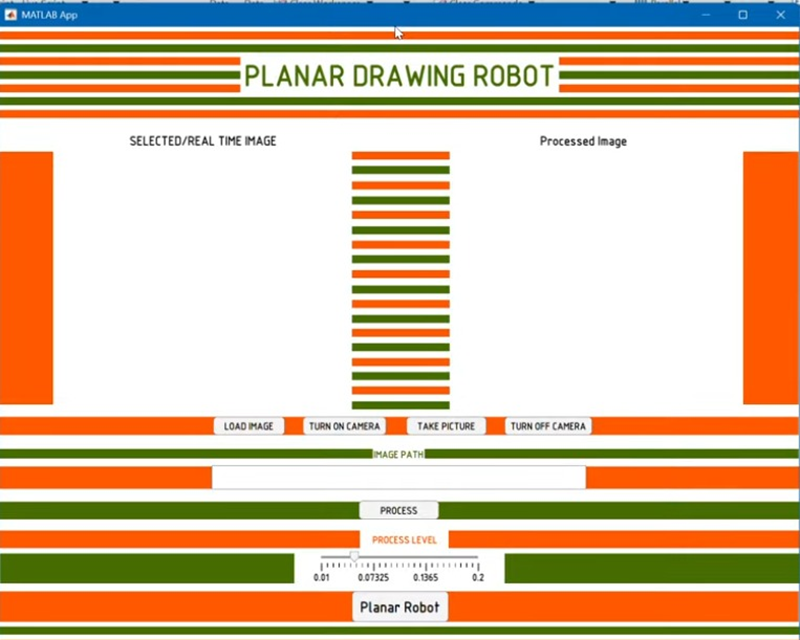 MATLAB App
PLANAR DRAWING ROBOT
SELECTED/REAL TIME IMAGE
Processed Image
LOAD IMAGE
TURN ON CAMERA
TAKE PICTURE
TURN OFF CAMERA
IMAGE PATH
PROCESS
PROCESS LEVEL
0.01 0.07325 0.1365 0.2
Planar Robot